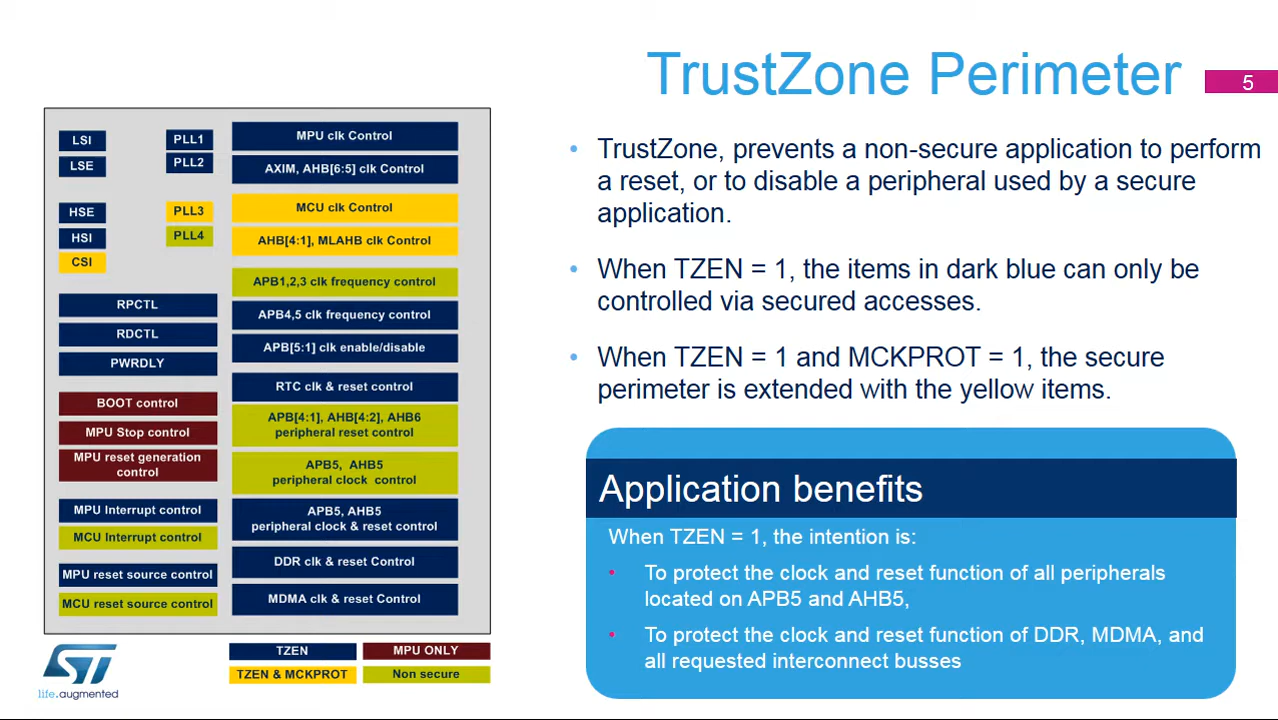 TrustZone Perimeter
5
LSI
LSE
HSE
HSI
CSI
PLL1
PLL2
PLL3
PLL4
RPCTL
RDCTL
PWRDLY
BOOT control
MPU Stop control
MPU reset generation
control
MPU Interrupt control
MCU Interrupt control
MPU reset source control
MCU reset source control
MPU clk Control
AXIM, AHB[6:5] clk Control
MCU clk Control
AHB[4:1], MLAHB clk Control
APB1,2,3 clk frequency control
APB4,5 clk frequency control
APB[5:1] clk enable/disable
RTC clk & reset control
APB[4:1], AHB[4:2], AHB6
peripheral reset control
APB5, AHB5
peripheral clock control
APB5, AHB5
peripheral clock & reset control
DDR clk & reset Control
MDMA clk & reset Control
TZEN
MPU ONLY
TZEN & MCKPROT
Non secure
ST
life.augmented
• TrustZone, prevents a non-secure application to perform
a reset, or to disable a peripheral used by a secure
application.
• When TZEN = 1, the items in dark blue can only be
controlled via secured accesses.
• When TZEN = 1 and MCKPROT = 1, the secure
perimeter is extended with the yellow items.
Application benefits
When TZEN = 1, the intention is:
• To protect the clock and reset function of all peripherals
located on APB5 and AHB5,
• To protect the clock and reset function of DDR, MDMA, and
all requested interconnect busses